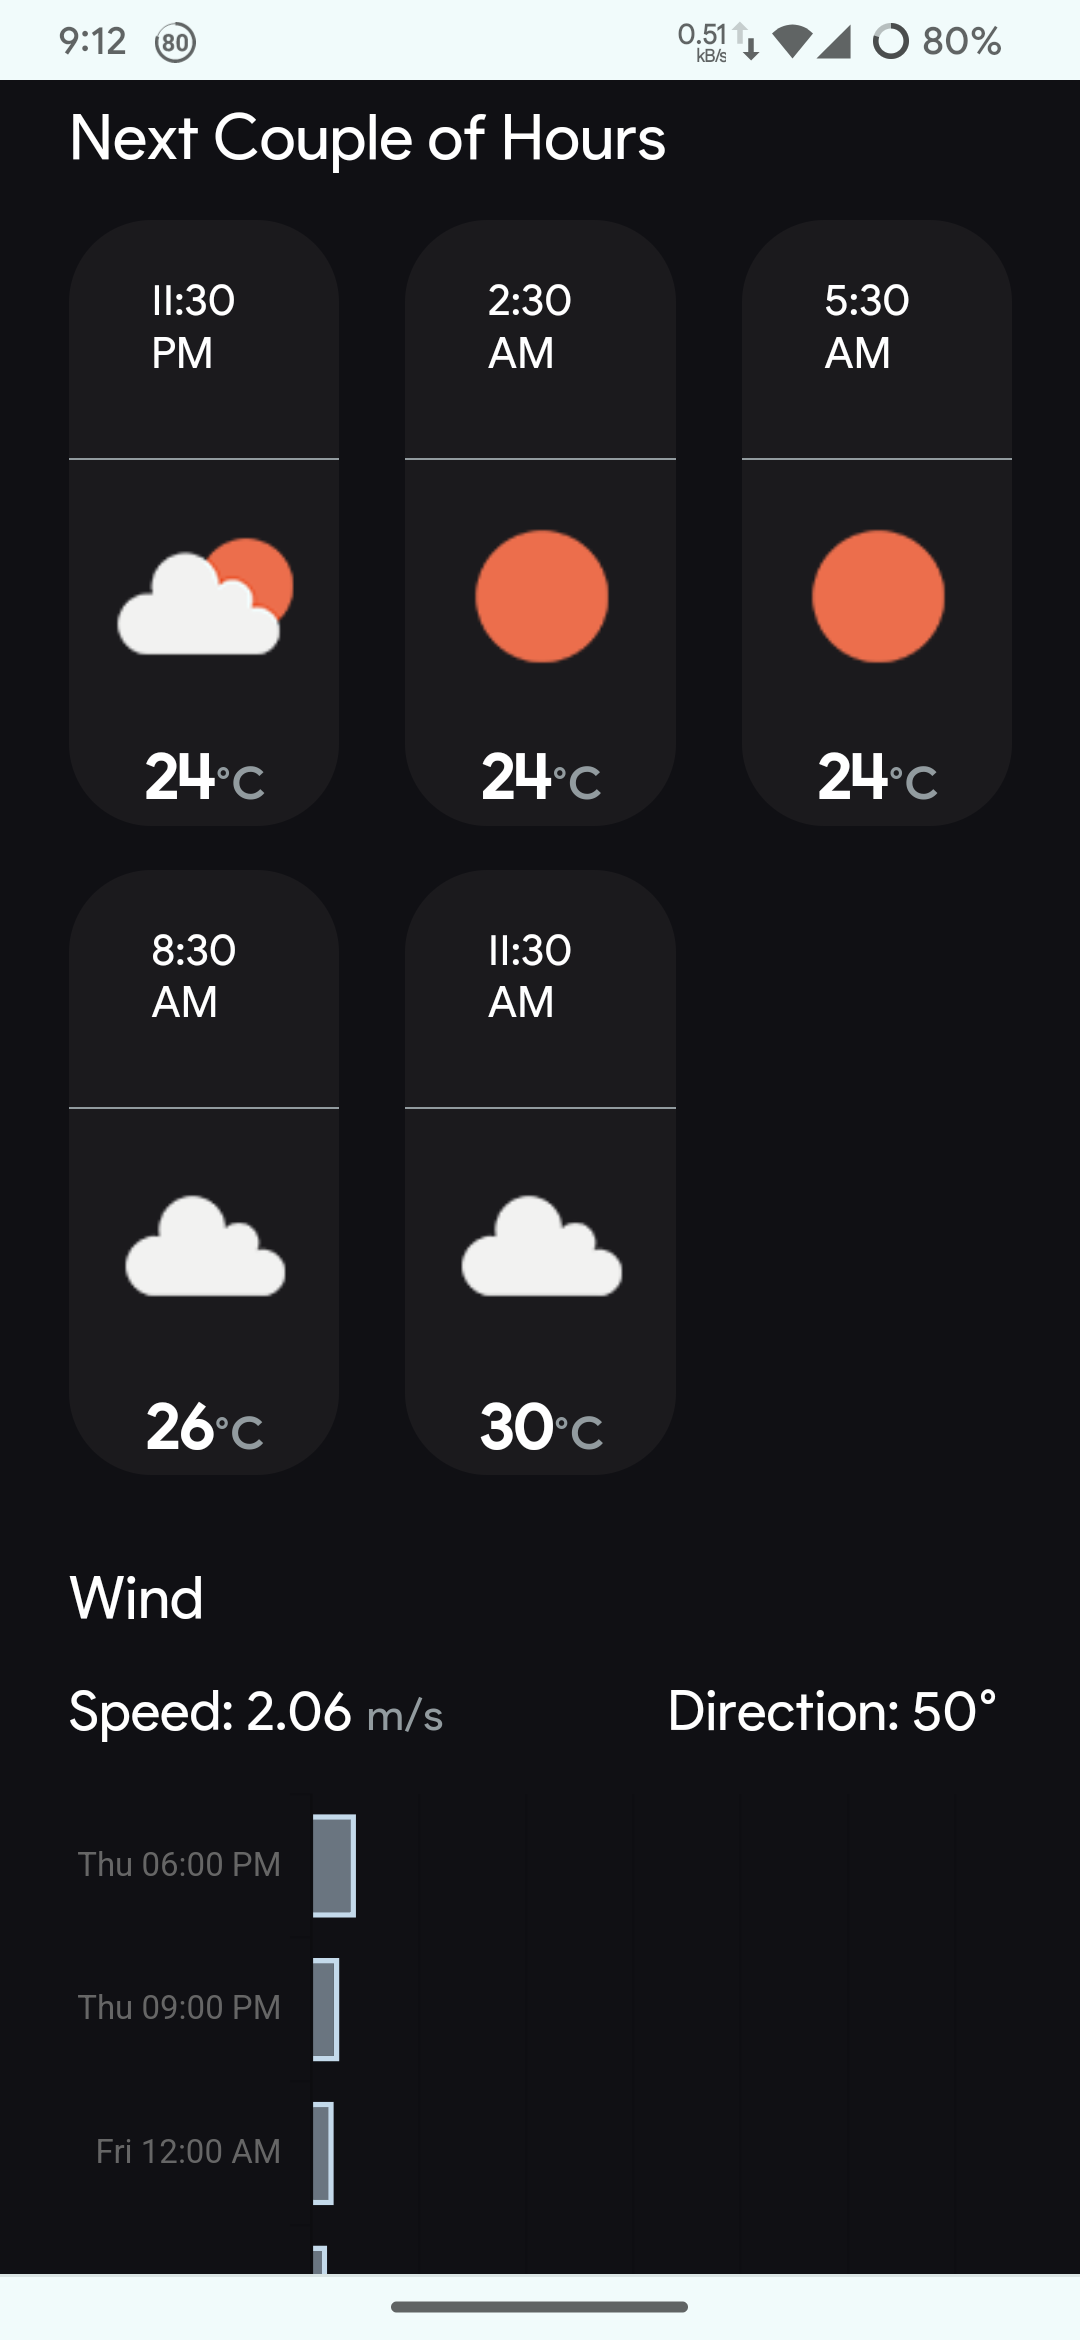 9:12 80 0.51 kB/s 80%
Next Couple of Hours
11:30 2:30 5:30
PM AM AM
24°C 24°C 24°C
8:30 11:30
AM AM
26°C 30°C
Wind
Speed: 2.06 m/s Direction: 50°
Thu 06:00 PM
Thu 09:00 PM
Fri 12:00 AM